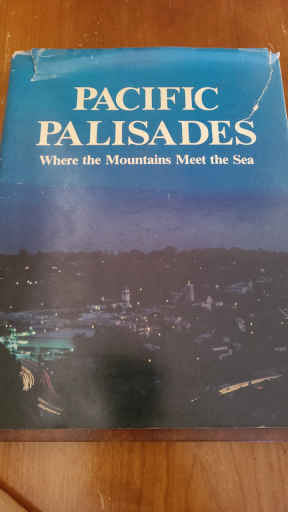 PACIFIC
PALISADES
Where the Mountains Meet the Sea